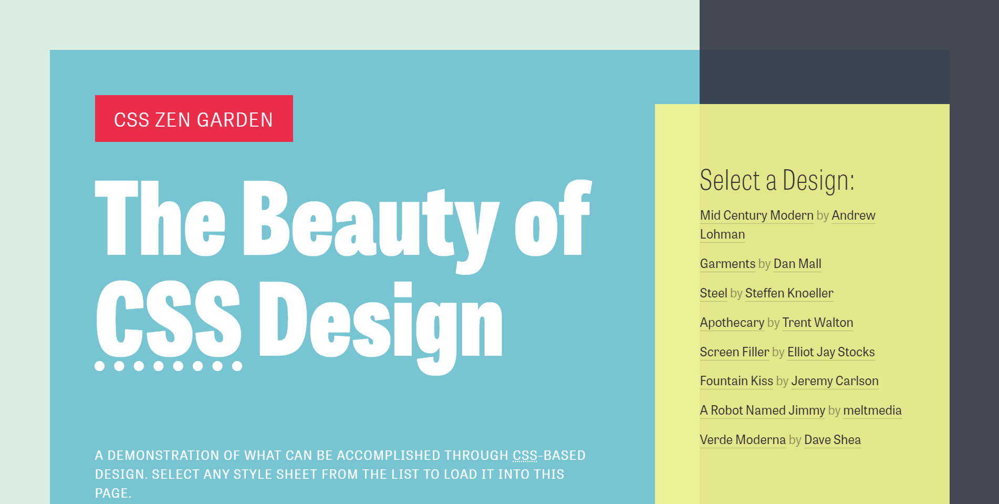 CSS ZEN GARDEN
The Beauty of
CSS Design
A DEMONSTRATION OF WHAT CAN BE ACCOMPLISHED THROUGH CSS-BASED
DESIGN. SELECT ANY STYLE SHEET FROM THE LIST TO LOAD IT INTO THIS
PAGE.
Select a Design:
Mid Century Modern by Andrew
Lohman
Garments by Dan Mall
Steel by Steffen Knoeller
Apothecary by Trent Walton
Screen Filler by Elliot Jay Stocks
Fountain Kiss by Jeremy Carlson
A Robot Named Jimmy by meltmedia
Verde Moderna by Dave Shea